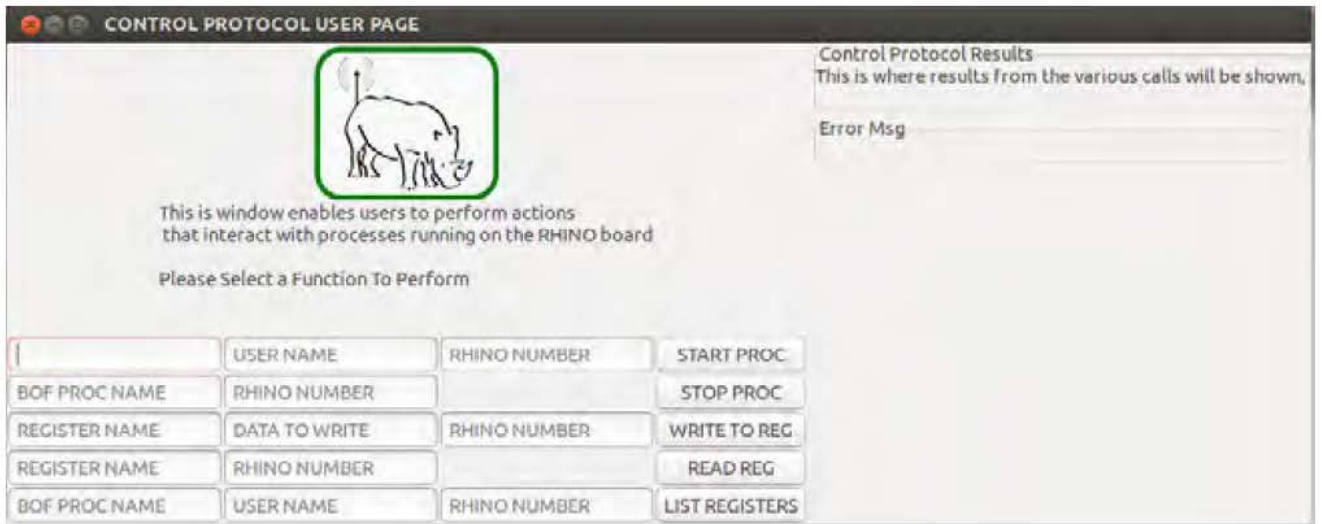 CONTROL PROTOCOL USER PAGE
This is window enables users to perform actions
that interact with processes running on the RHINO board
Please Select a Function To Perform
USER NAME RHINO NUMBER START PROC
BOF PROC NAME RHINO NUMBER STOP PROC
REGISTER NAME DATA TO WRITE RHINO NUMBER WRITE TO REG
REGISTER NAME RHINO NUMBER READ REG
BOF PROC NAME USER NAME RHINO NUMBER LIST REGISTERS
Control Protocol Results
This is where results from the various calls will be shown,
Error Msg